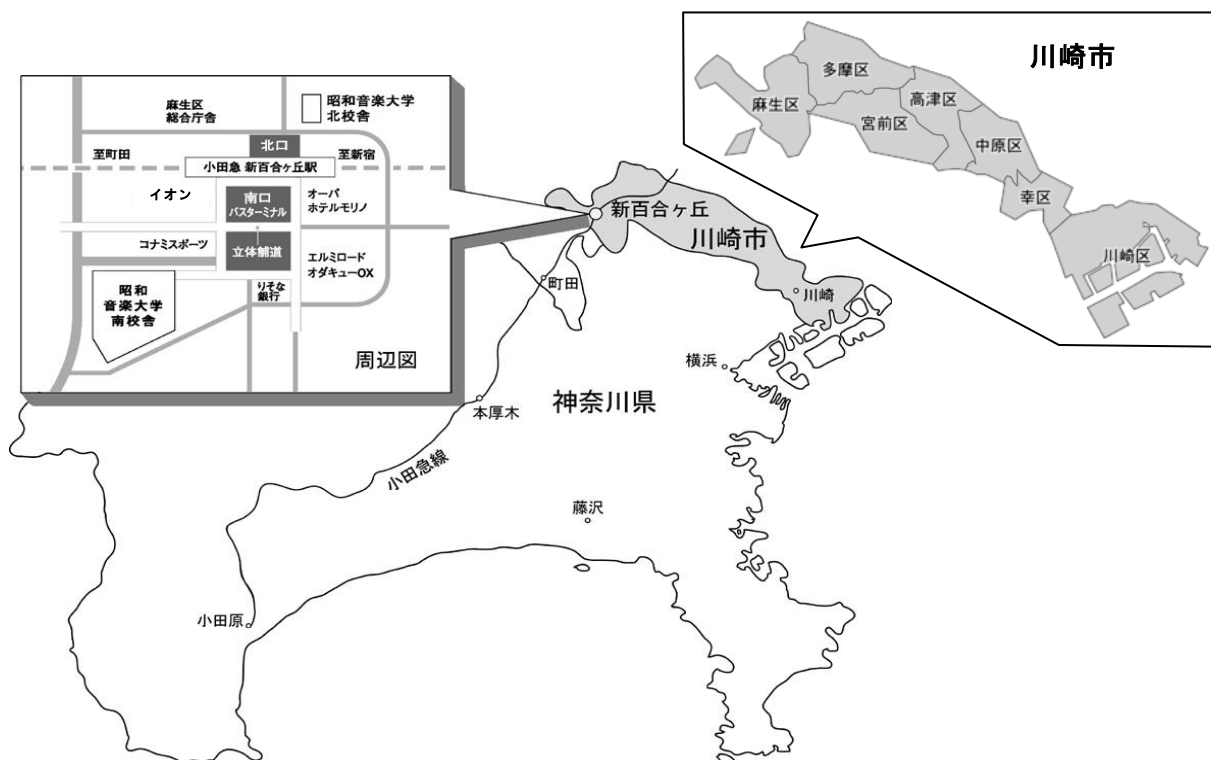 川崎市
多摩区
麻生区
高津区
宮前区
中原区
幸区
川崎区
麻生区
総合庁舎
昭和音楽大学
北校舎
北口
至町田
小田急 新百合ヶ丘駅
至新宿
イオン
南口
バスターミナル
オーパ
ホテルモリノ
コナミスポーツ
立体舗道
エルミロード
オダキューOX
昭和
音楽大学
南校舎
りそな
銀行
周辺図
新百合ヶ丘
川崎市
町田
川崎
横浜
神奈川県
本厚木
小田急線
藤沢
小田原